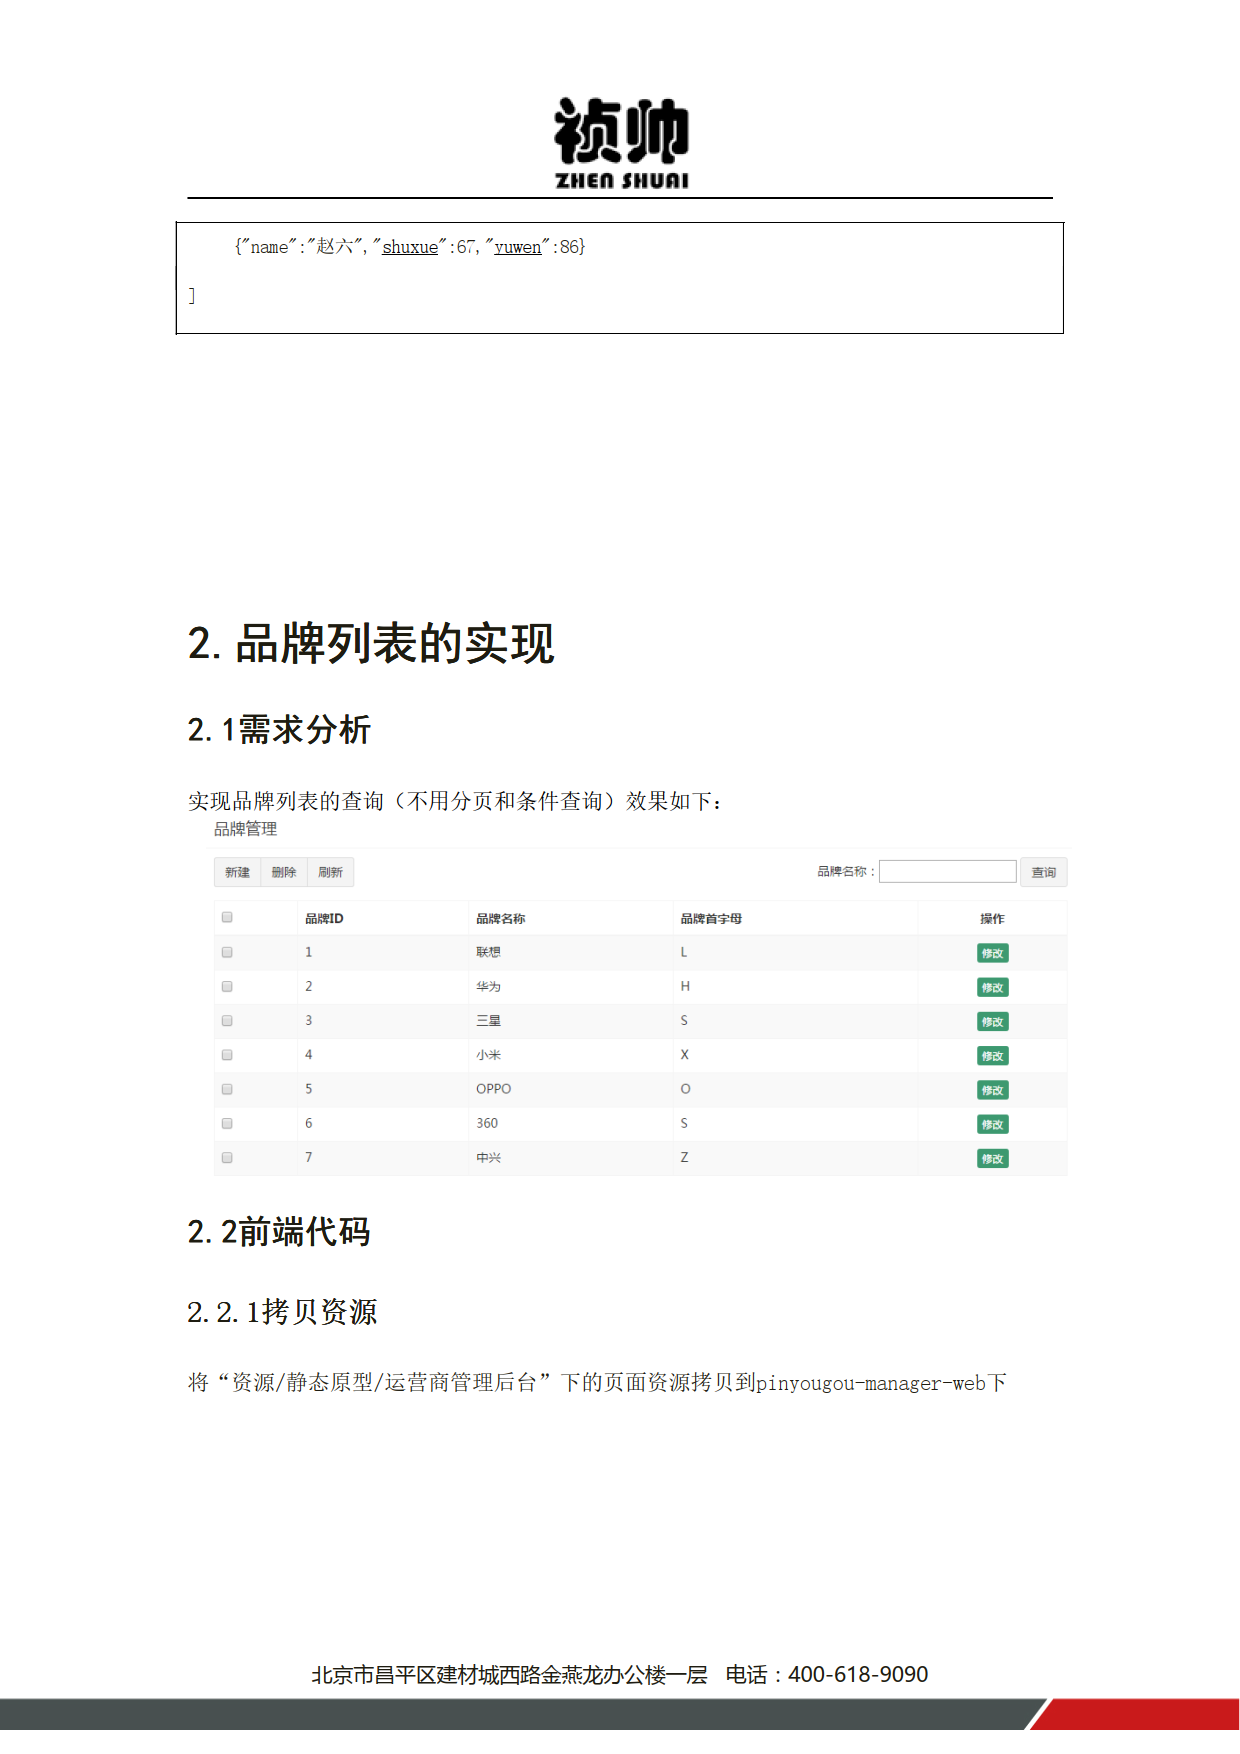 祯帅
ZHEN SHUAI
{"name":"赵六","shuxue":67,"yuwen":86}
]
2.品牌列表的实现
2.1需求分析
实现品牌列表的查询（不用分页和条件查询）效果如下：
品牌管理
新建 删除 刷新 品牌名称： 查询
品牌ID 品牌名称 品牌首字母 操作
1 联想 L 修改
2 华为 H 修改
3 三星 S 修改
4 小米 X 修改
5 OPPO O 修改
6 360 S 修改
7 中兴 Z 修改
2.2前端代码
2.2.1拷贝资源
将“资源/静态原型/运营商管理后台”下的页面资源拷贝到pinyougou-manager-web下
北京市昌平区建材城西路金燕龙办公楼一层 电话：400-618-9090